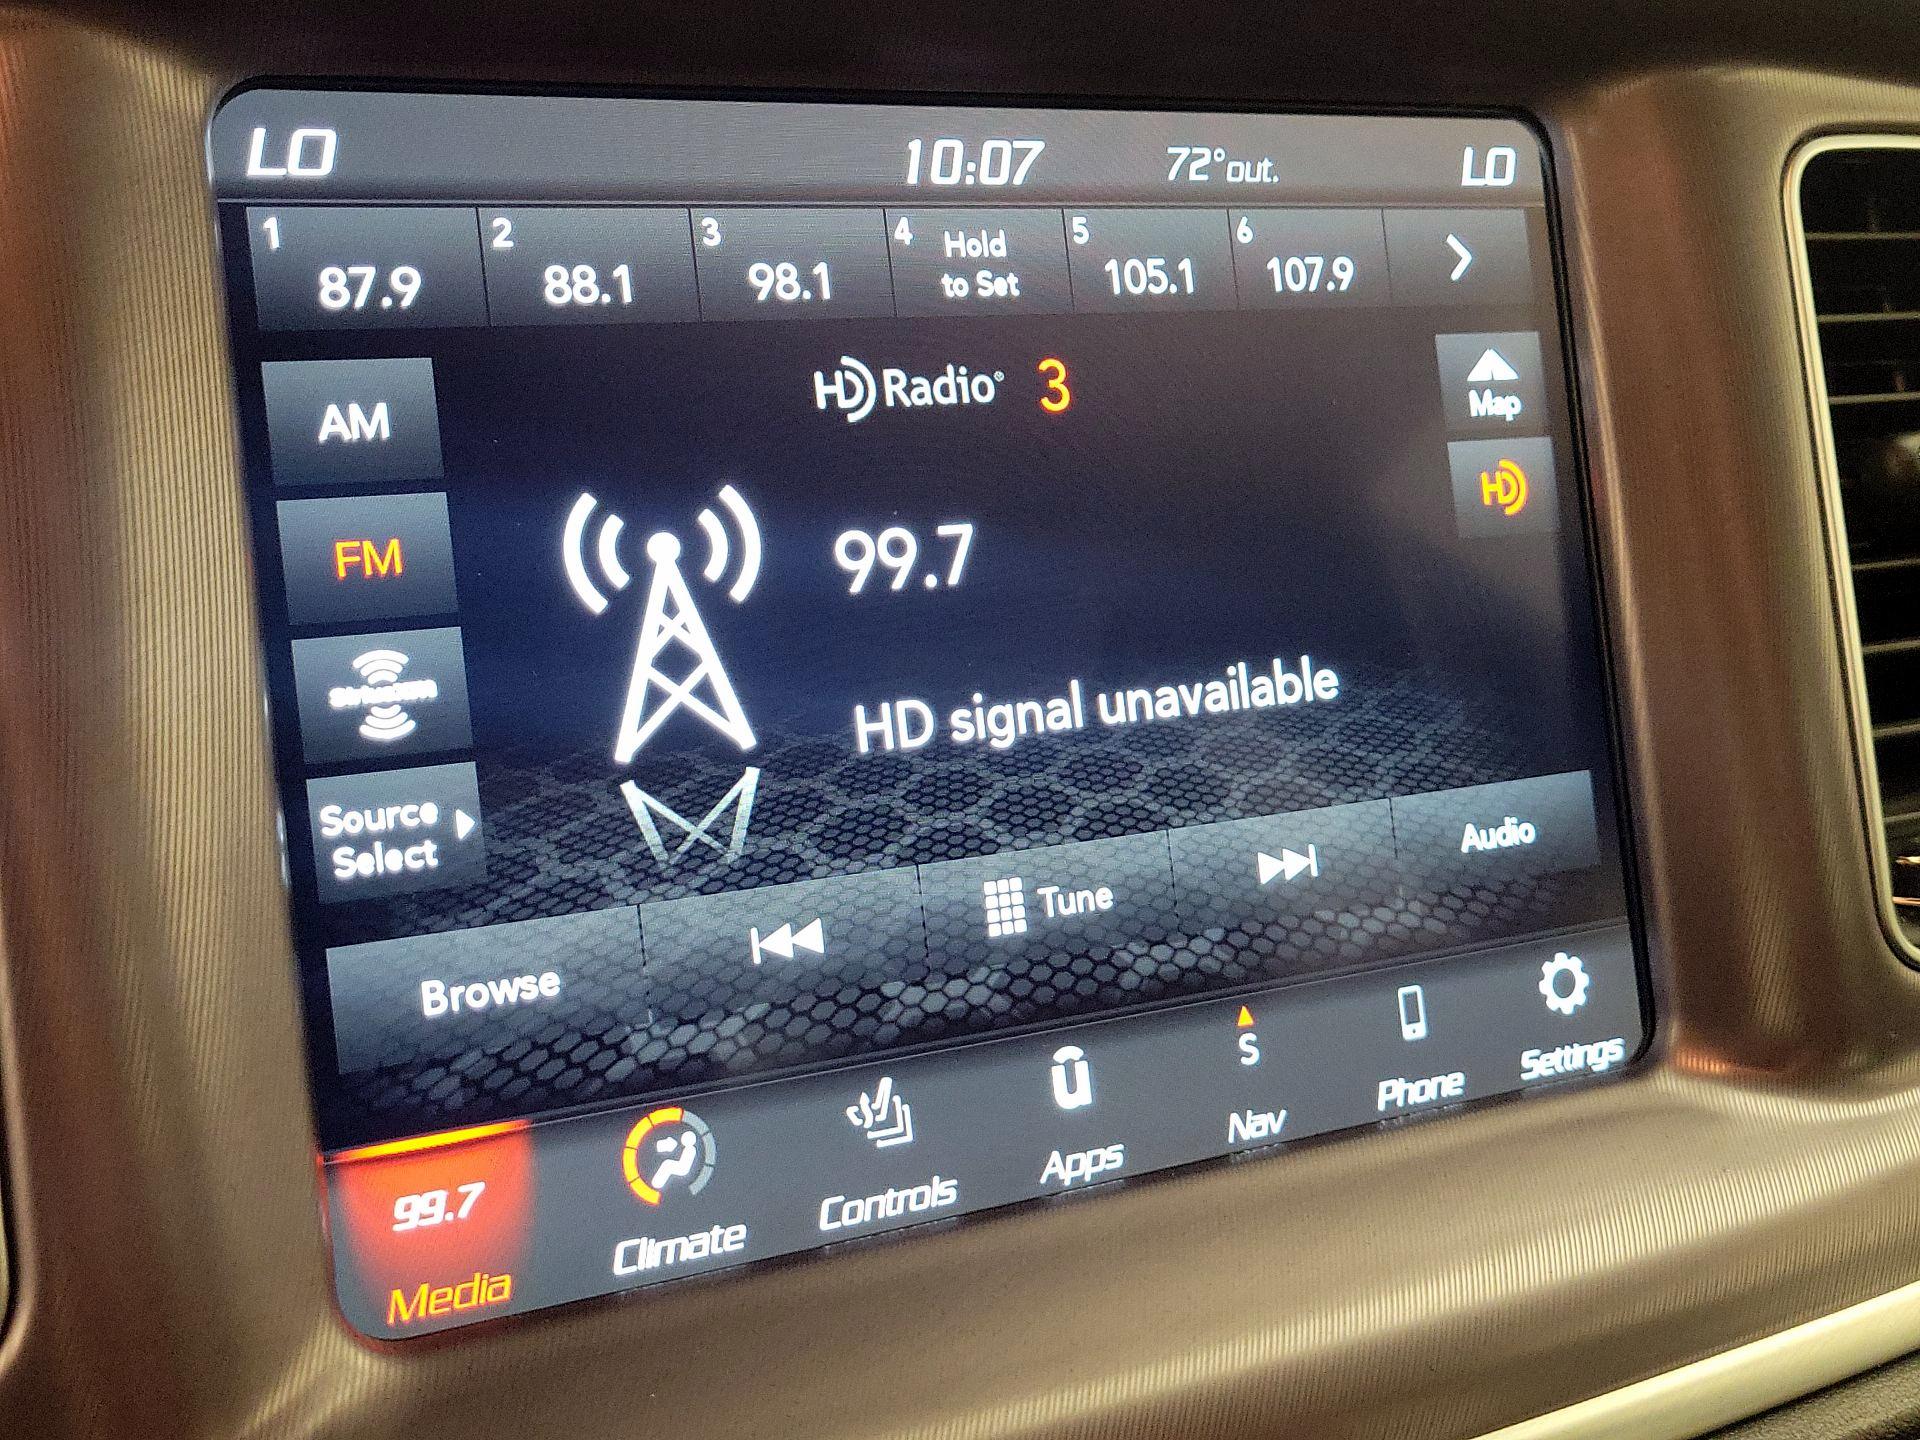 LO 10:07 72°out. LO
1 2 3 4 Hold 5 6
87.9 88.1 98.1 to Set 105.1 107.9
HD Radio® 3
Map
AM
HD
FM
99.7
SiriusXM
HD signal unavailable
Source
Select
Audio
Tune
Browse
S
99.7
Media Climate Controls Apps Nav Phone Settings